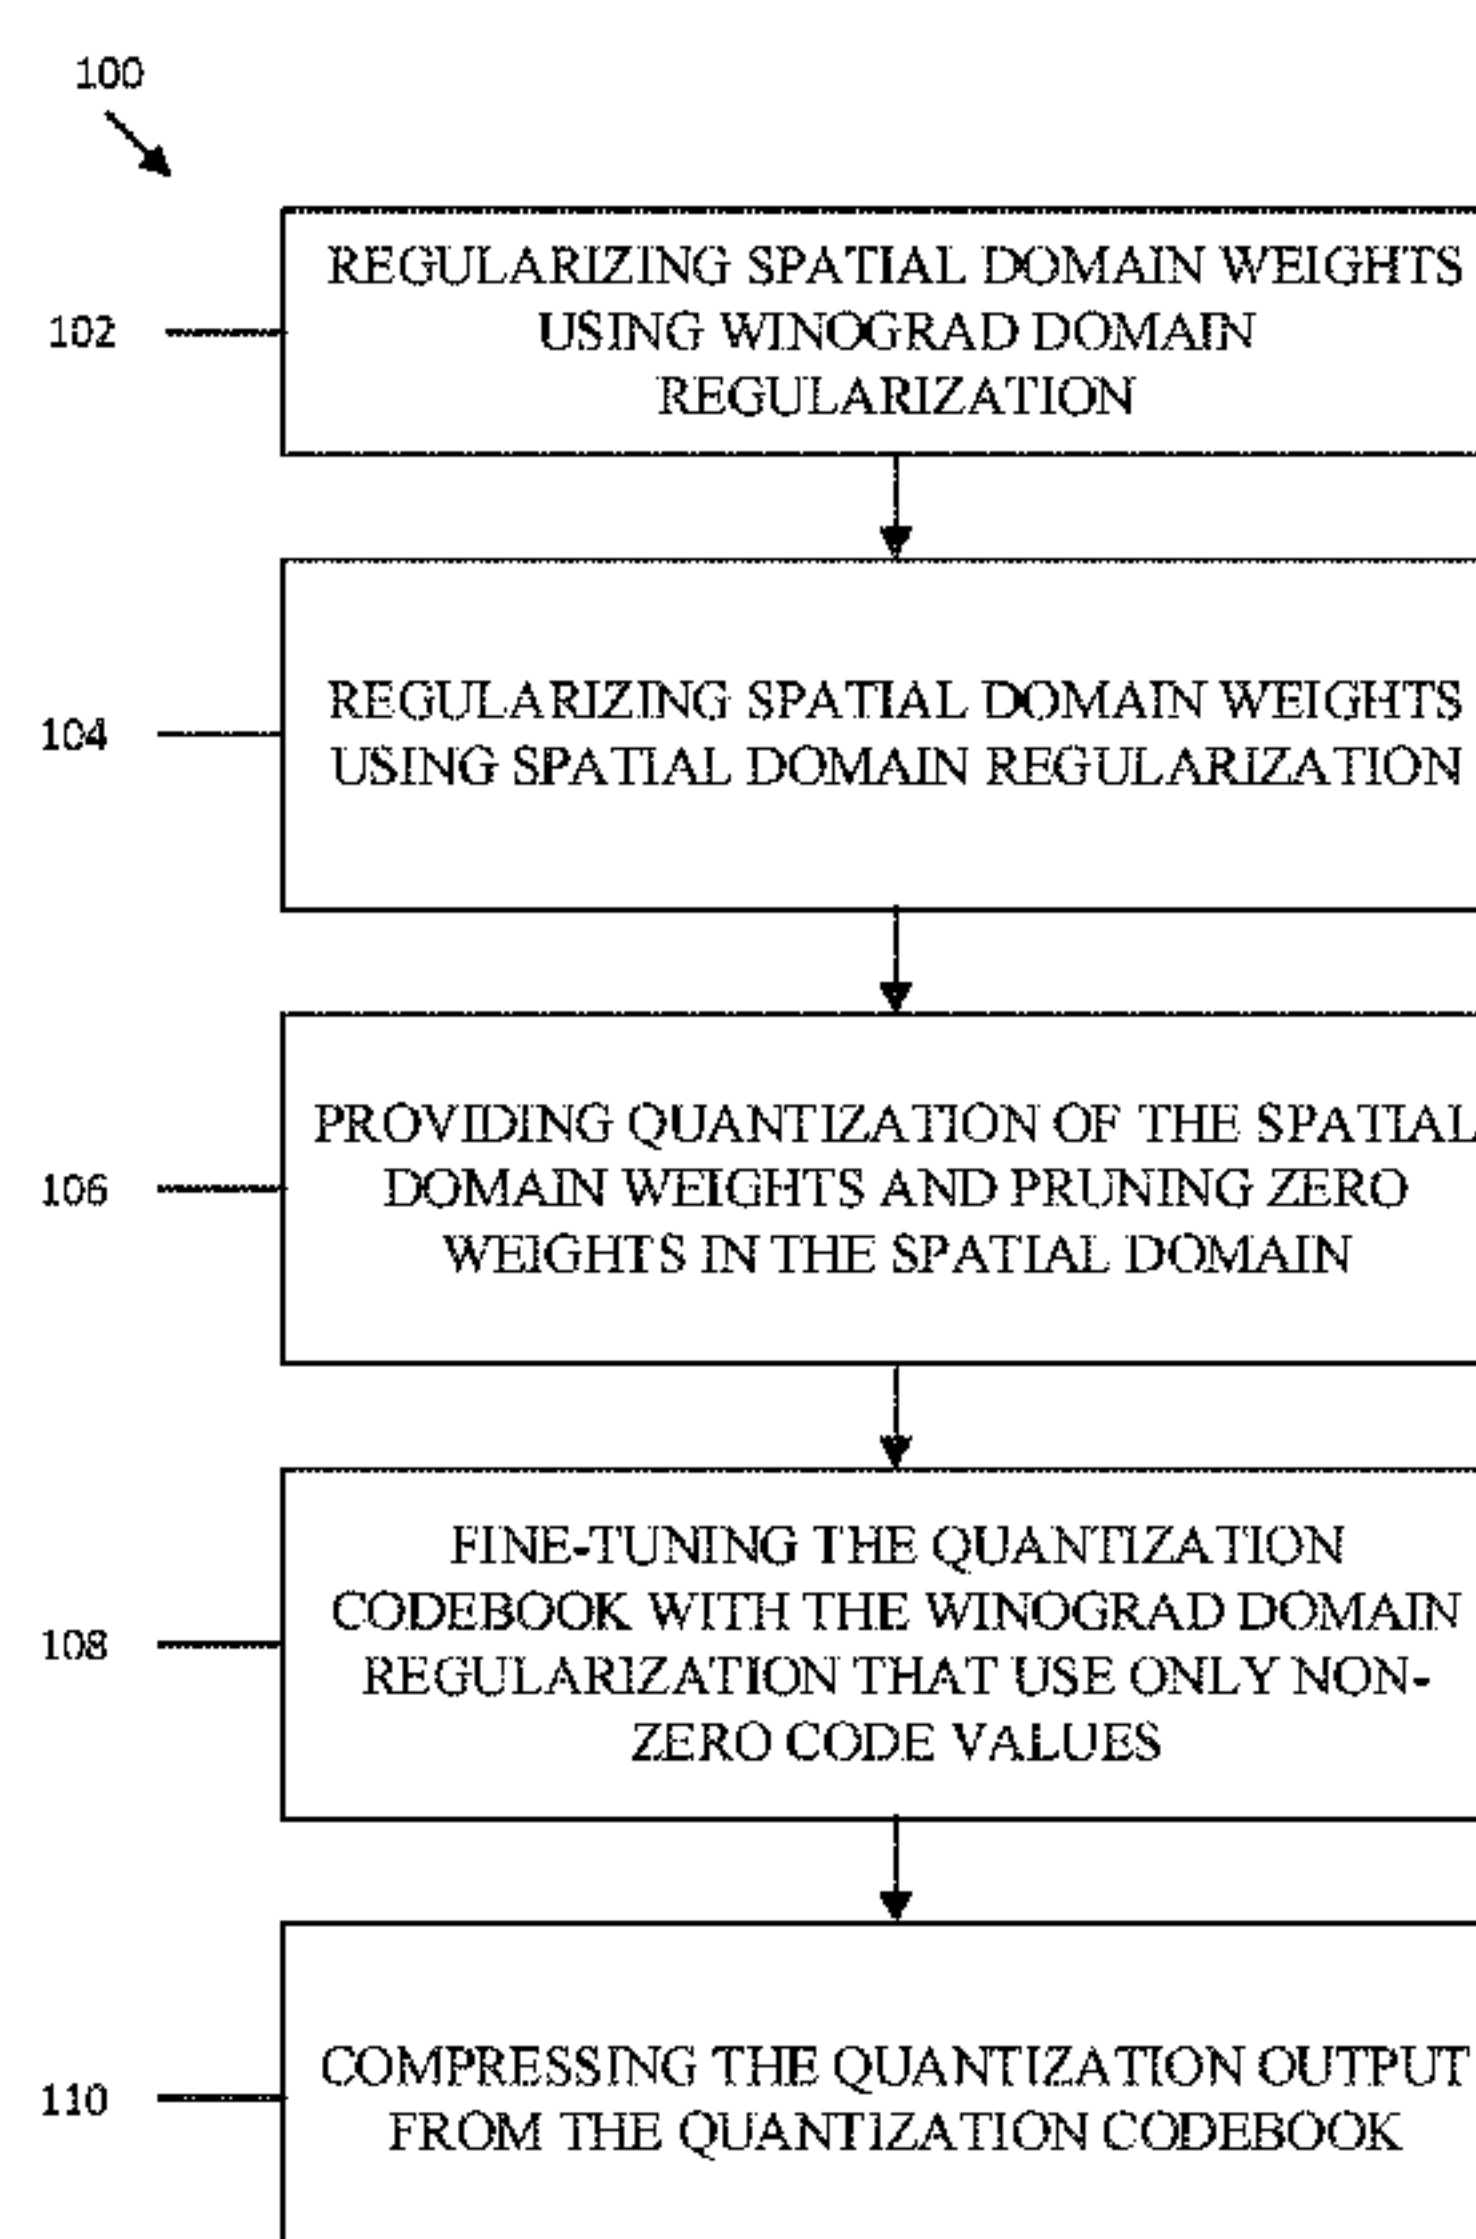 100
REGULARIZING SPATIAL DOMAIN WEIGHTS
102
USING WINOGRAD DOMAIN
REGULARIZATION
REGULARIZING SPATIAL DOMAIN WEIGHTS
104
USING SPATIAL DOMAIN REGULARIZATION
PROVIDING QUANTIZATION OF THE SPATIAL
106
DOMAIN WEIGHTS AND PRUNING ZERO
WEIGHTS IN THE SPATIAL DOMAIN
FINE-TUNING THE QUANTIZATION
CODEBOOK WITH THE WINOGRAD DOMAIN
108
REGULARIZATION THAT USE ONLY NON-
ZERO CODE VALUES
COMPRESSING THE QUANTIZATION OUTPUT
110
FROM THE QUANTIZATION CODEBOOK